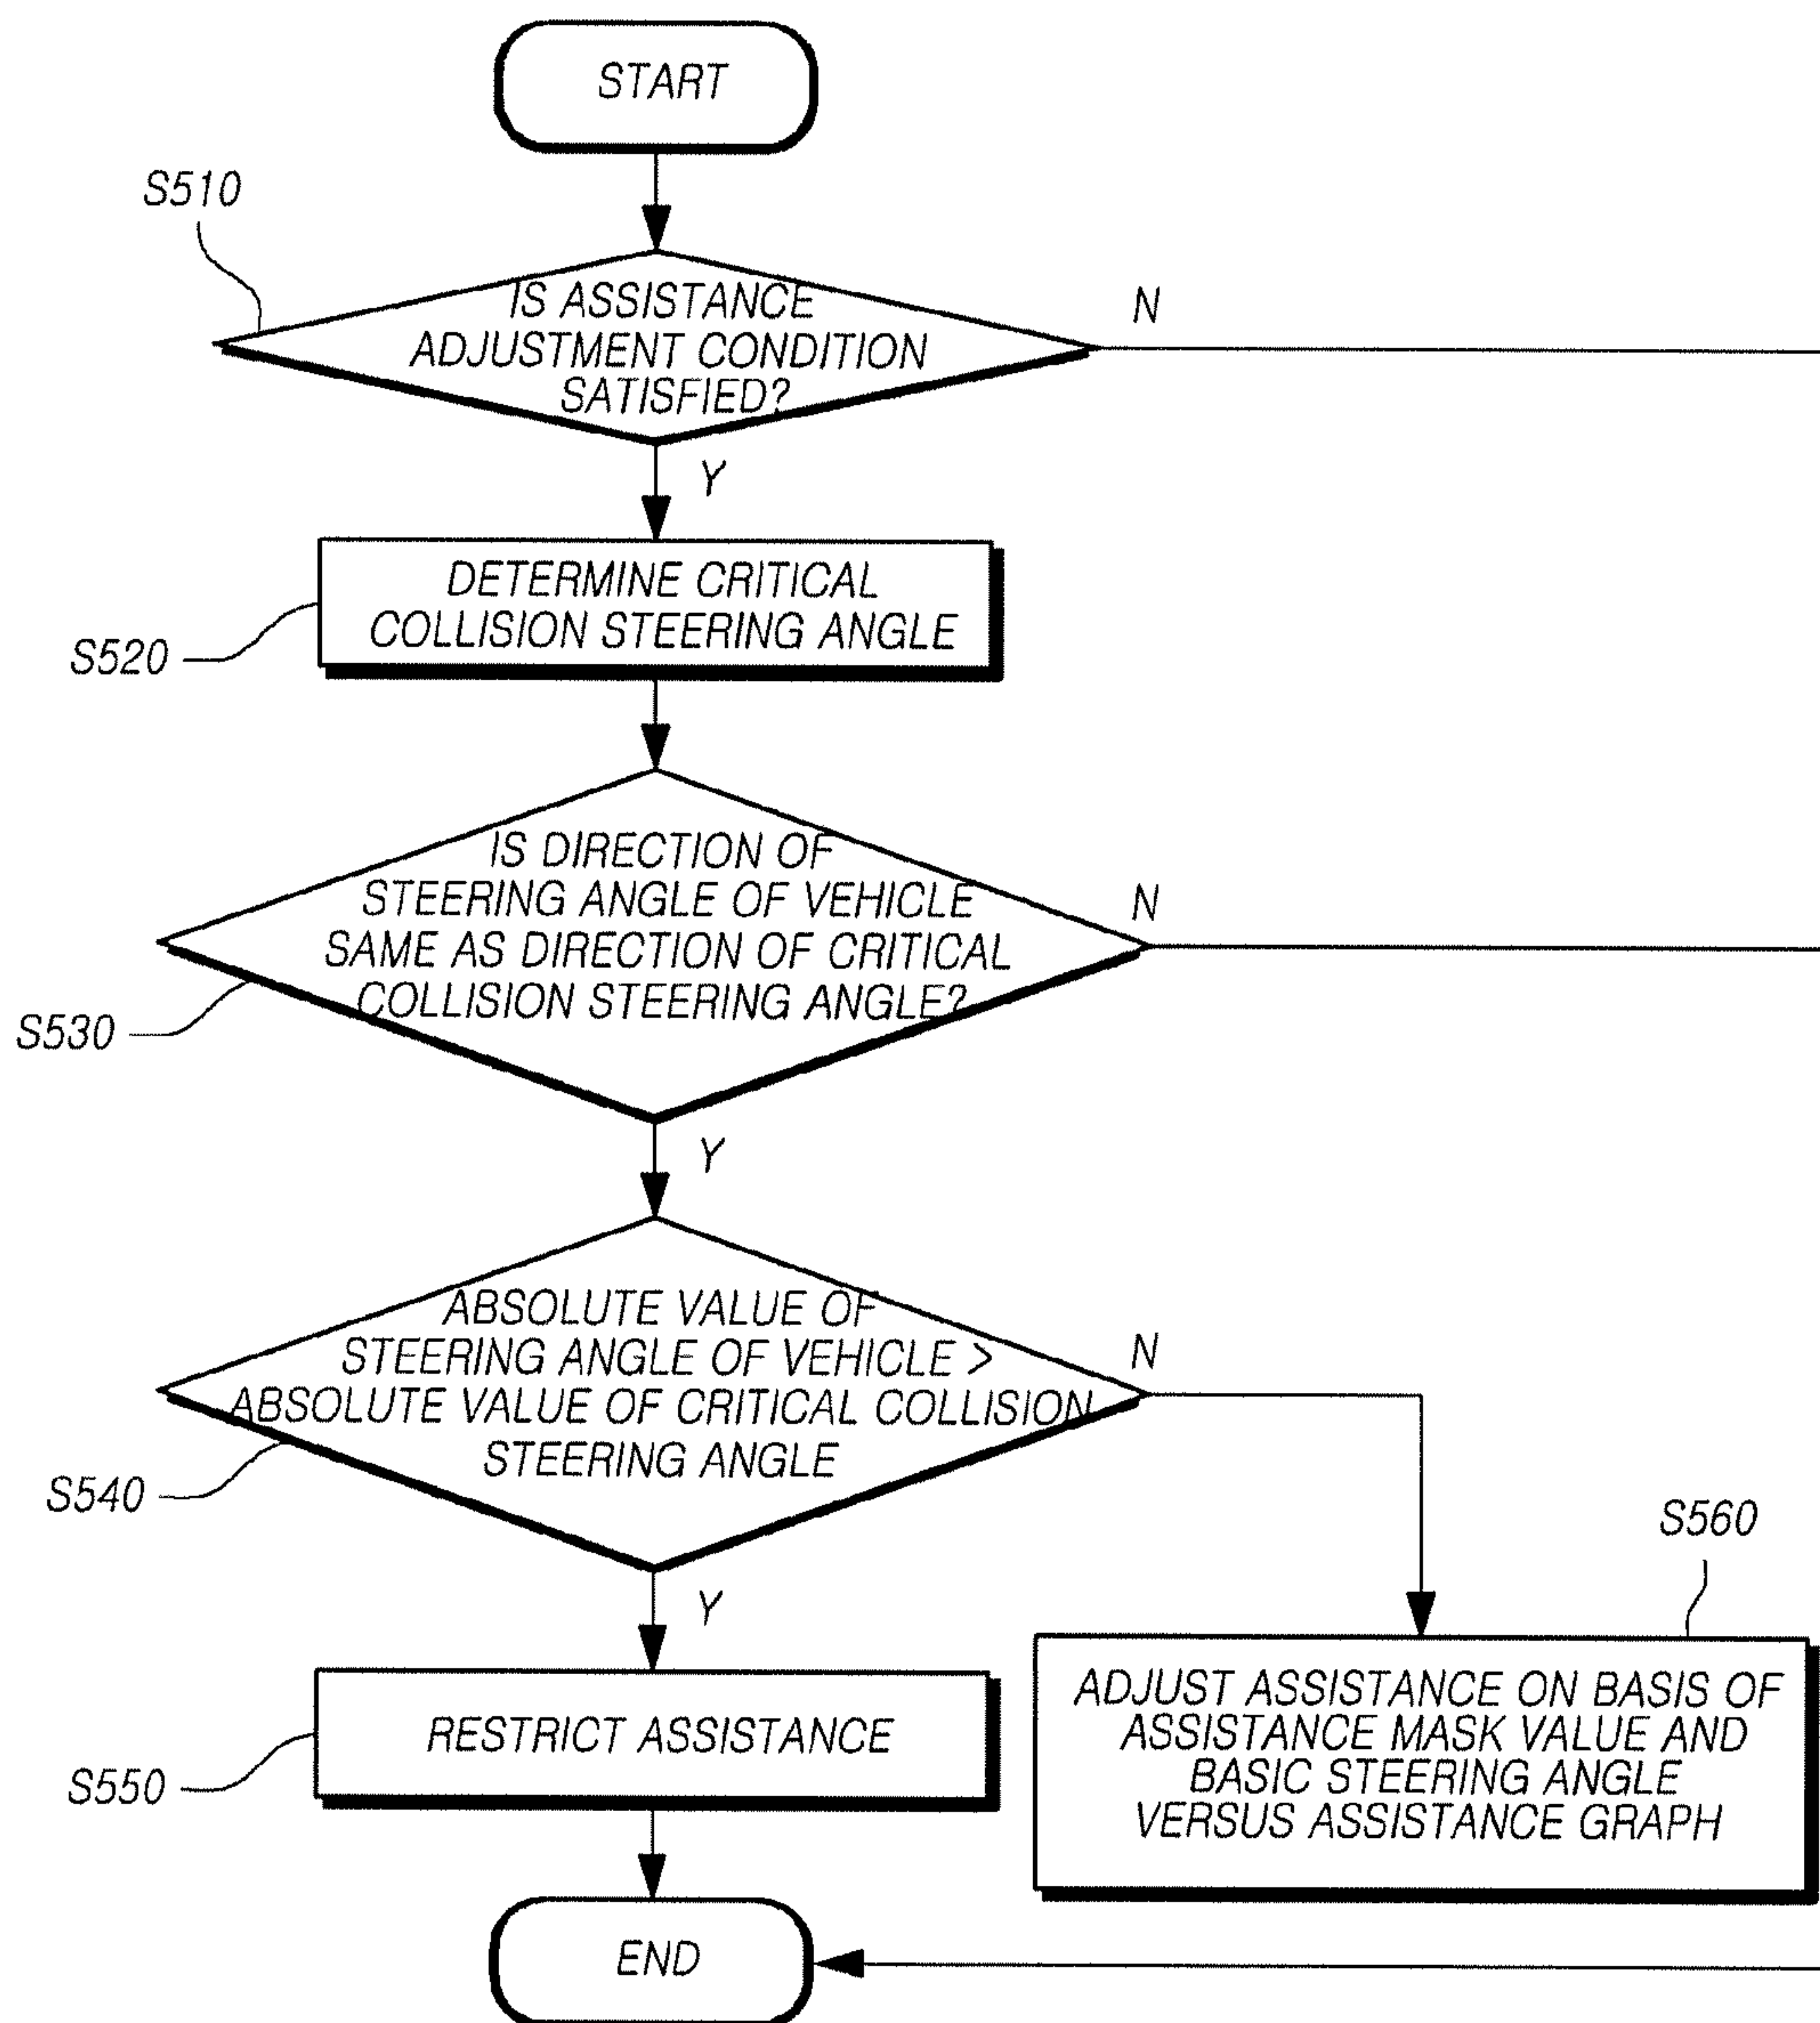 START
S510
IS ASSISTANCE
ADJUSTMENT CONDITION
SATISFIED?
N
Y
DETERMINE CRITICAL
COLLISION STEERING ANGLE
S520
IS DIRECTION OF
STEERING ANGLE OF VEHICLE
SAME AS DIRECTION OF CRITICAL
COLLISION STEERING ANGLE?
N
S530
Y
ABSOLUTE VALUE OF
STEERING ANGLE OF VEHICLE >
ABSOLUTE VALUE OF CRITICAL COLLISION
STEERING ANGLE
N
S540
Y
S560
RESTRICT ASSISTANCE
S550
ADJUST ASSISTANCE ON BASIS OF
ASSISTANCE MASK VALUE AND
BASIC STEERING ANGLE
VERSUS ASSISTANCE GRAPH
END